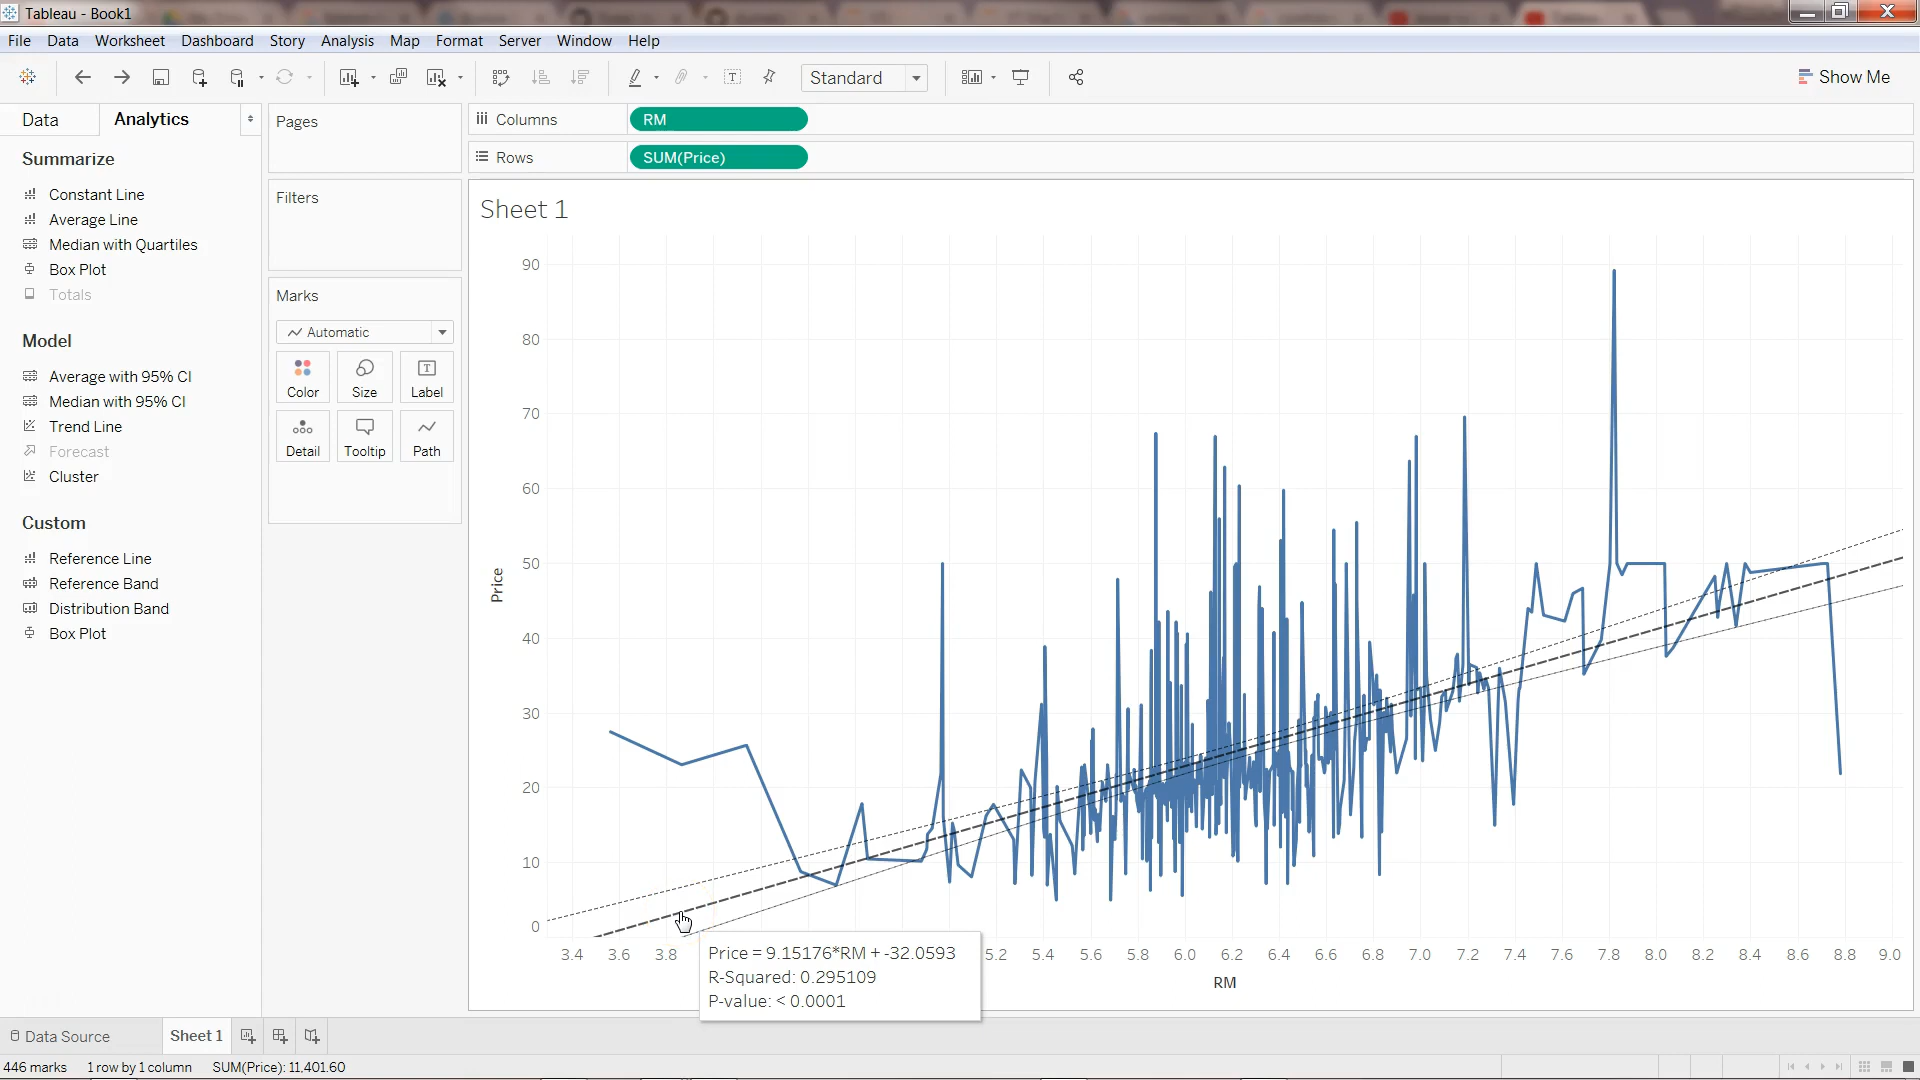 Tableau - Book1
File Data Worksheet Dashboard Story Analysis Map Format Server Window Help
Standard
Show Me
Data Analytics
Summarize
Constant Line
Average Line
Median with Quartiles
Box Plot
Totals
Model
Average with 95% CI
Median with 95% CI
Trend Line
Forecast
Cluster
Custom
Reference Line
Reference Band
Distribution Band
Box Plot
Pages
Filters
Marks
Automatic
Color Size Label
Detail Tooltip Path
Columns RM
Rows SUM(Price)
Sheet 1
90
80
70
60
50
40
30
20
10
0
Price
3.4 3.6 3.8 5.2 5.4 5.6 5.8 6.0 6.2 6.4 6.6 6.8 7.0 7.2 7.4 7.6 7.8 8.0 8.2 8.4 8.6 8.8 9.0
RM
Price = 9.15176*RM + -32.0593
R-Squared: 0.295109
P-value: < 0.0001
Data Source Sheet 1
446 marks 1 row by 1 column SUM(Price): 11,401.60